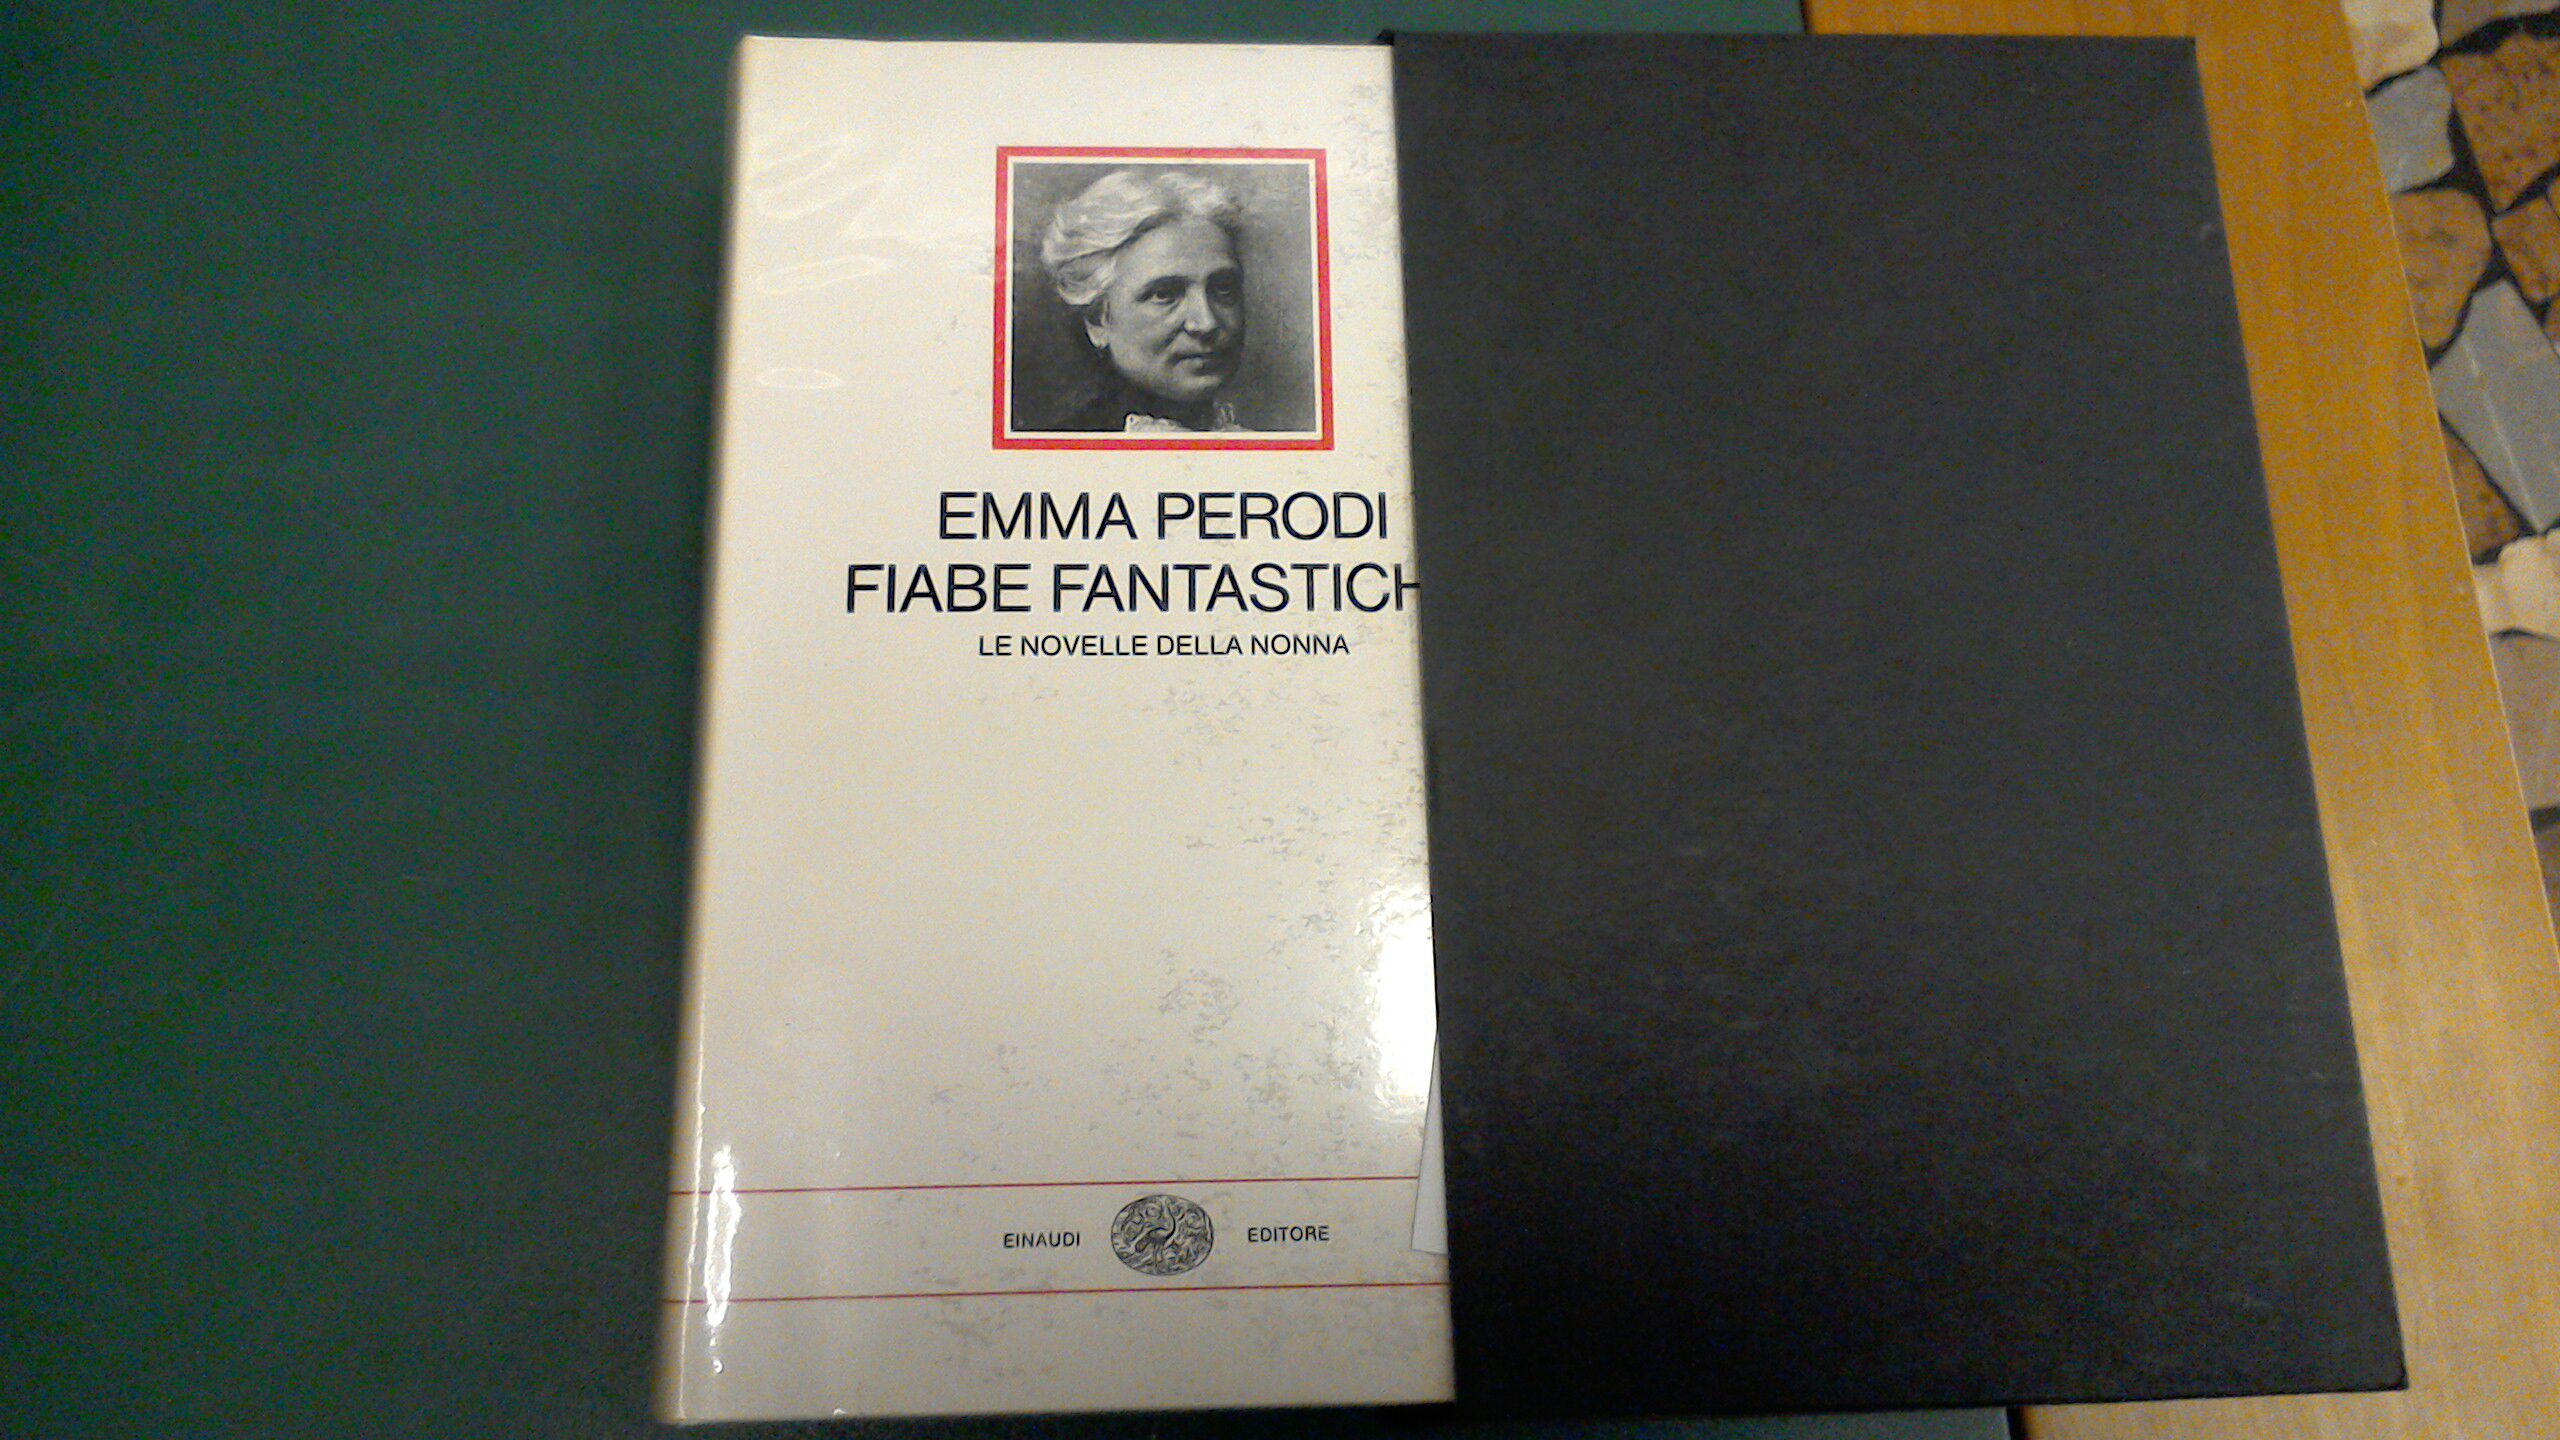 EMMA PERODI
FIABE FANTASTICH
LE NOVELLE DELLA NONNA
EINAUDI EDITORE